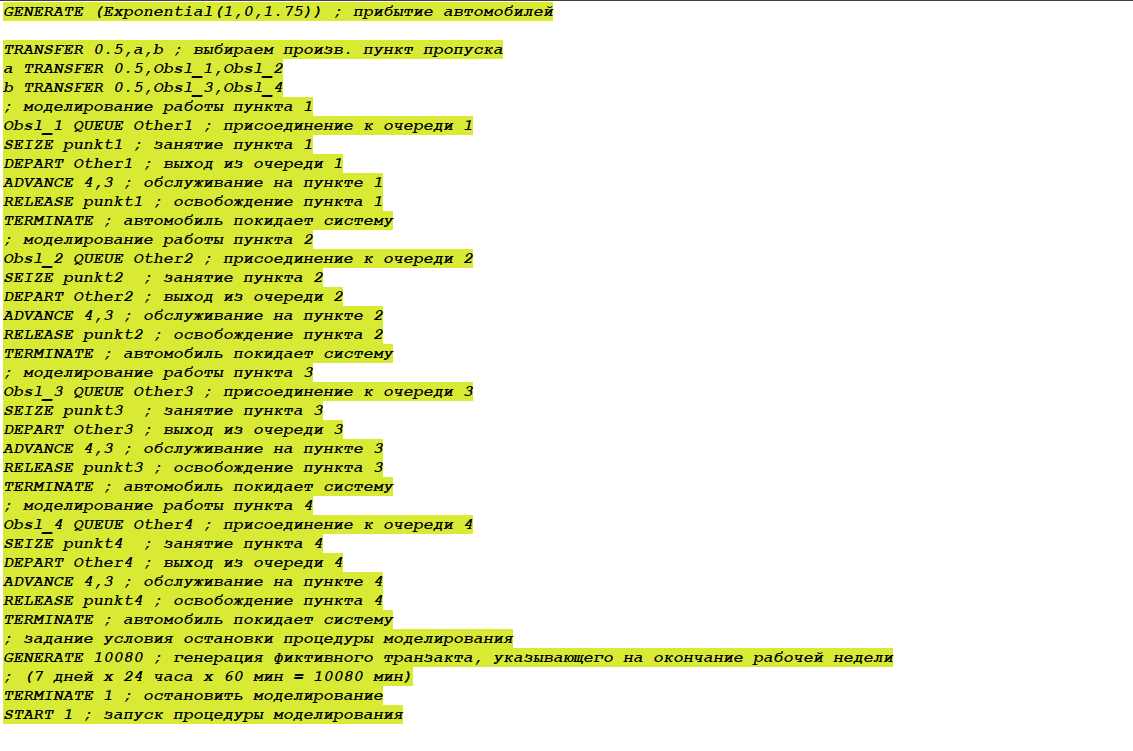 GENERATE (Exponential(1,0,1.75)) ; прибытие автомобилей
TRANSFER 0.5,a,b ; выбираем произв. пункт пропуска
a TRANSFER 0.5,Obsl_1,Obsl_2
b TRANSFER 0.5,Obsl_3,Obsl_4
; моделирование работы пункта 1
Obsl_1 QUEUE Other1 ; присоединение к очереди 1
SEIZE punkt1 ; занятие пункта 1
DEPART Other1 ; выход из очереди 1
ADVANCE 4,3 ; обслуживание на пункте 1
RELEASE punkt1 ; освобождение пункта 1
TERMINATE ; автомобиль покидает систему
; моделирование работы пункта 2
Obsl_2 QUEUE Other2 ; присоединение к очереди 2
SEIZE punkt2  ; занятие пункта 2
DEPART Other2 ; выход из очереди 2
ADVANCE 4,3 ; обслуживание на пункте 2
RELEASE punkt2 ; освобождение пункта 2
TERMINATE ; автомобиль покидает систему
; моделирование работы пункта 3
Obsl_3 QUEUE Other3 ; присоединение к очереди 3
SEIZE punkt3  ; занятие пункта 3
DEPART Other3 ; выход из очереди 3
ADVANCE 4,3 ; обслуживание на пункте 3
RELEASE punkt3 ; освобождение пункта 3
TERMINATE ; автомобиль покидает систему
; моделирование работы пункта 4
Obsl_4 QUEUE Other4 ; присоединение к очереди 4
SEIZE punkt4  ; занятие пункта 4
DEPART Other4 ; выход из очереди 4
ADVANCE 4,3 ; обслуживание на пункте 4
RELEASE punkt4 ; освобождение пункта 4
TERMINATE ; автомобиль покидает систему
; задание условия остановки процедуры моделирования
GENERATE 10080 ; генерация фиктивного транзакта, указывающего на окончание рабочей недели
; (7 дней х 24 часа х 60 мин = 10080 мин)
TERMINATE 1 ; остановить моделирование
START 1 ; запуск процедуры моделирования